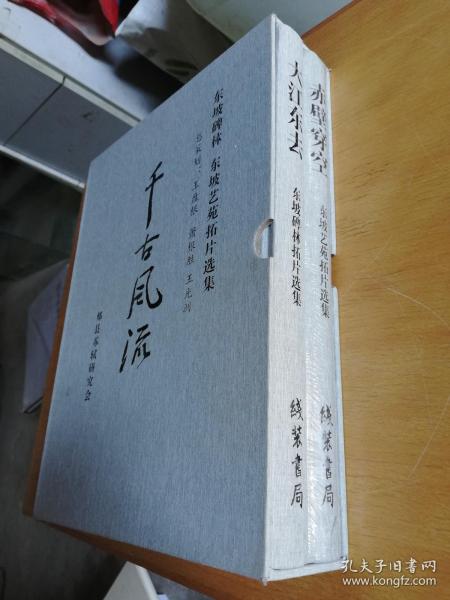 东坡碑林 东坡艺苑拓片选集
千古风流
郏县苏轼研究会
大江东去
东坡碑林拓片选集
线装书局
赤壁穿空
东坡艺苑拓片选集
线装书局
孔夫子旧书网
www.kongfz.com